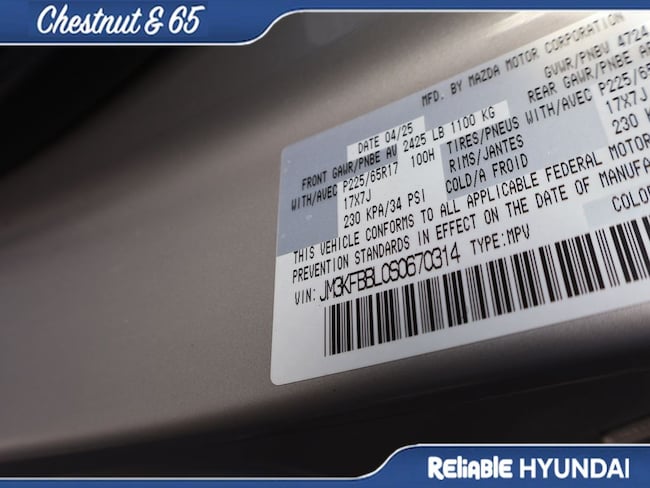 Chestnut & 65
MFD. BY MAZDA MOTOR CORPORATION
DATE 04/25 GVWR/PNBV 4724
FRONT GAWR/PNBE AV 2425 LB 1100 KG REAR GAWR/PNBE AR
WITH/AVEC P225/65R17 100H TIRES/PNEUS WITH/AVEC P225/65
17X7J RIMS/JANTES 17X7J
230 KPA/34 PSI COLD/A FROID 230
THIS VEHICLE CONFORMS TO ALL APPLICABLE FEDERAL MOTOR
PREVENTION STANDARDS IN EFFECT ON THE DATE OF MANUFA
VIN: JM3KFBBL0S0670314 TYPE:MPV
Reliable HYUNDAI